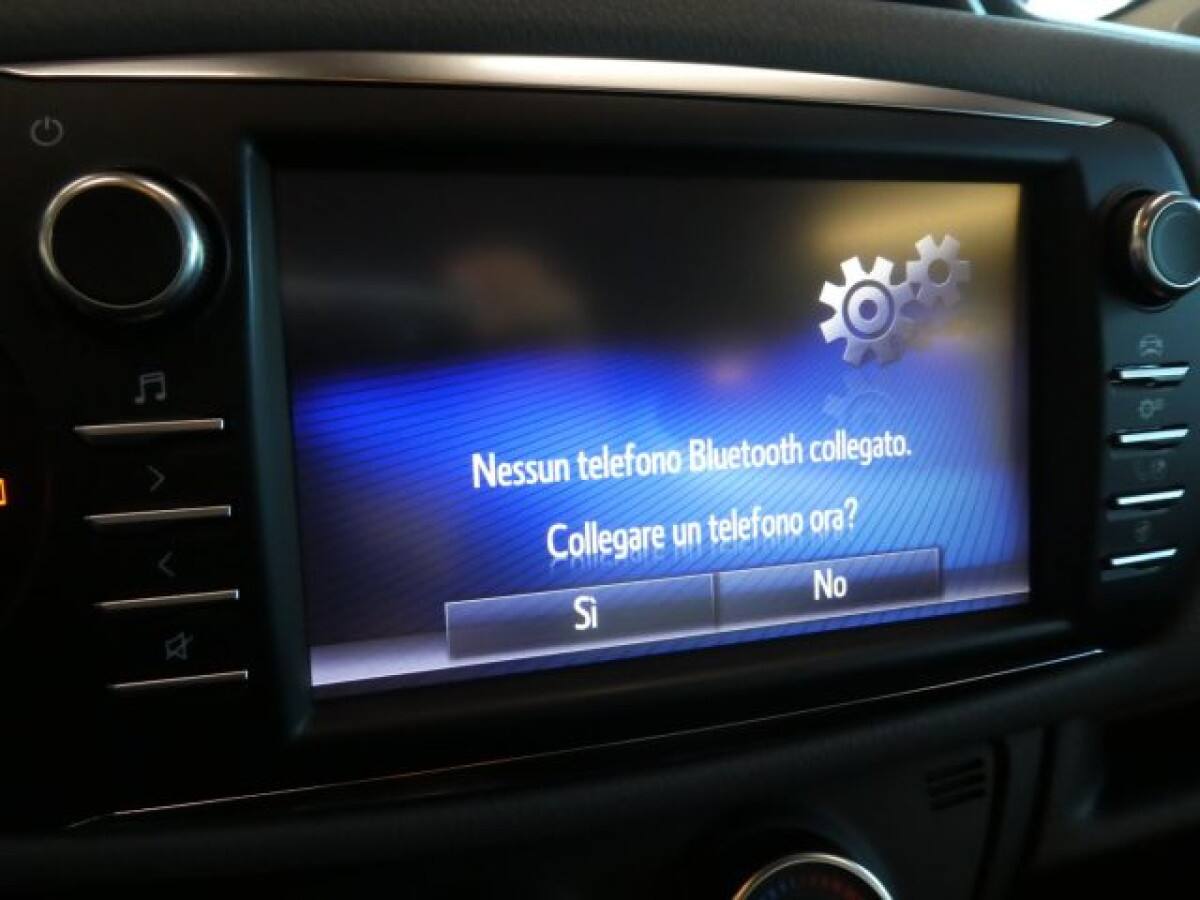 Nessun telefono Bluetooth collegato.
Collegare un telefono ora?
Sì
No